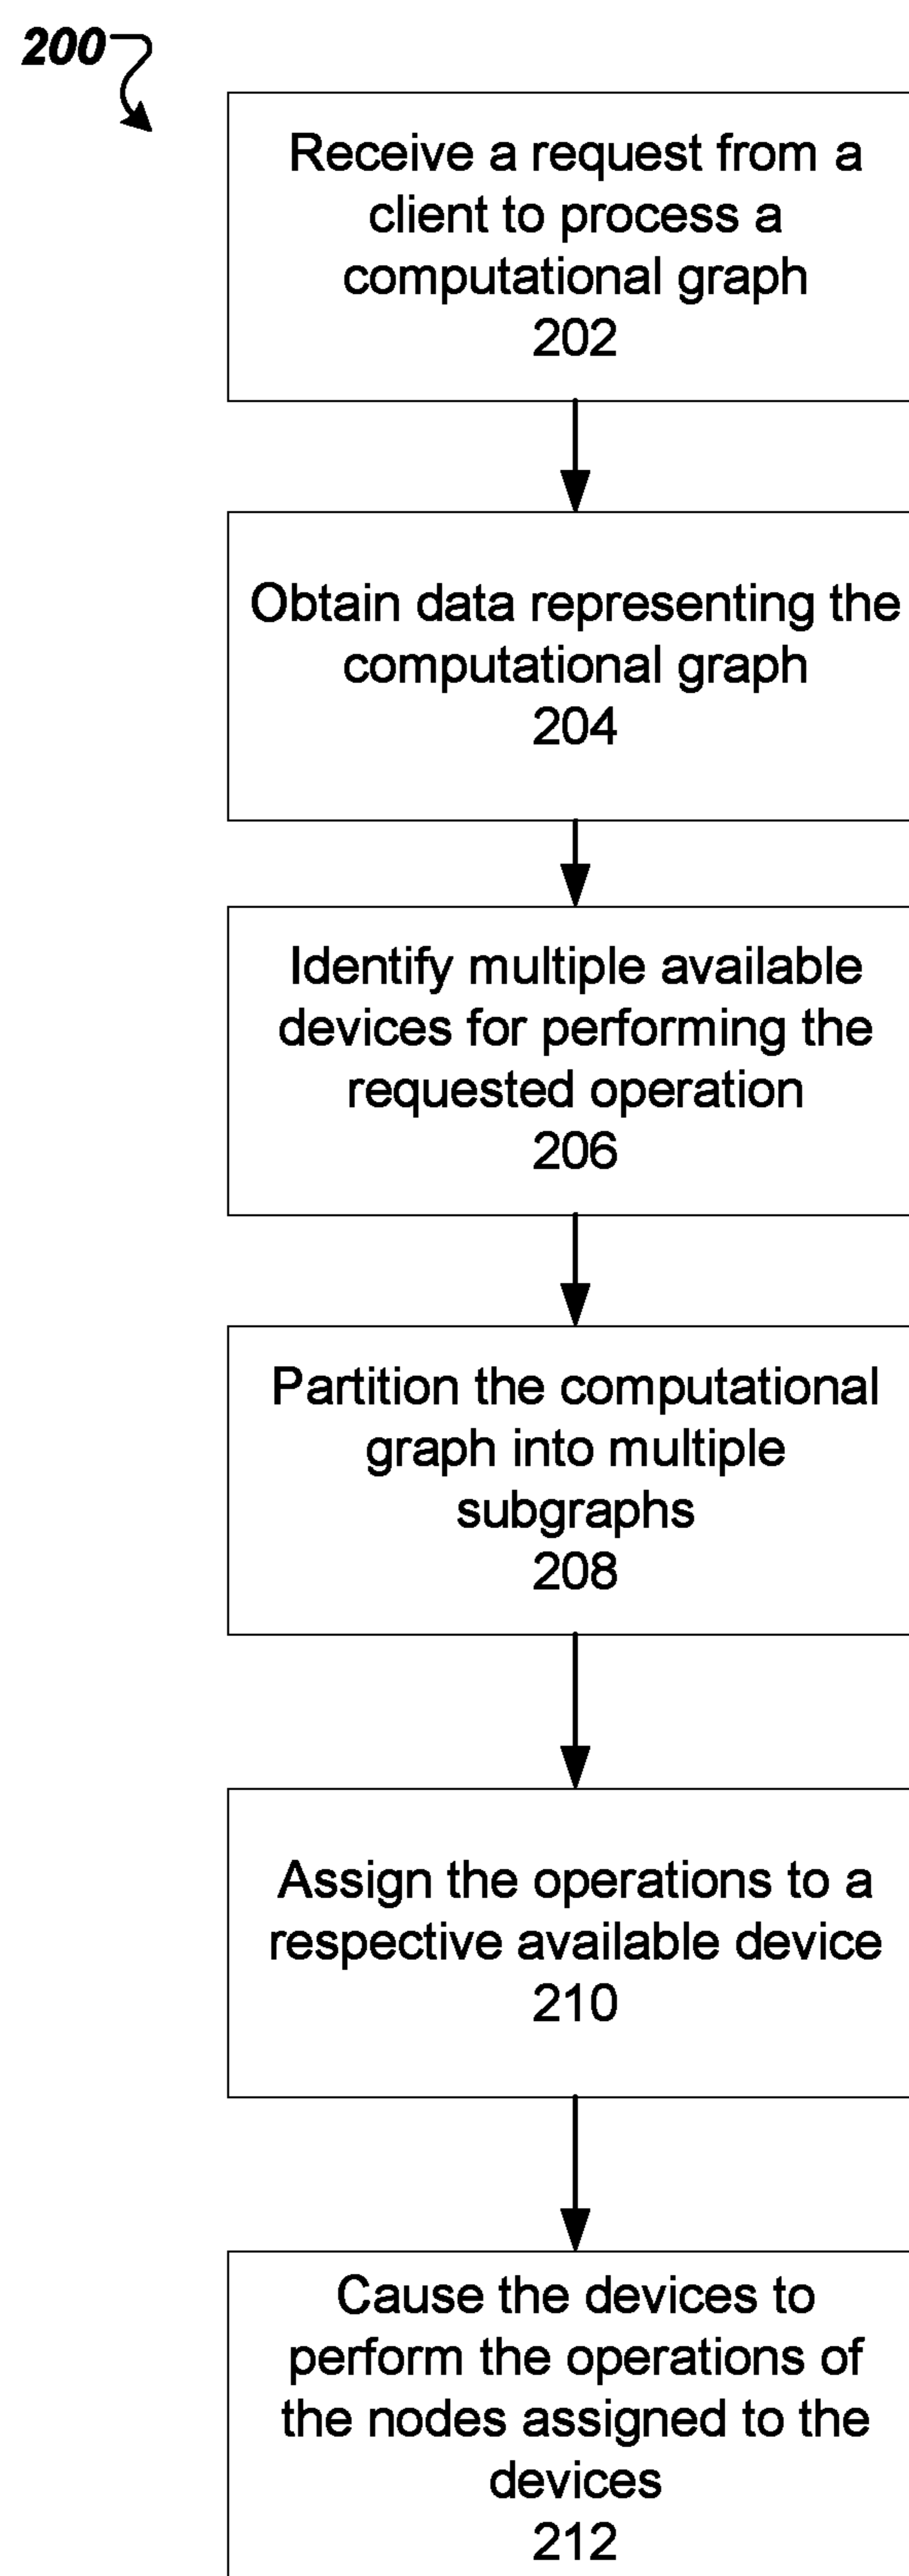 200
Receive a request from a
client to process a
computational graph
202
Obtain data representing the
computational graph
204
Identify multiple available
devices for performing the
requested operation
206
Partition the computational
graph into multiple
subgraphs
208
Assign the operations to a
respective available device
210
Cause the devices to
perform the operations of
the nodes assigned to the
devices
212